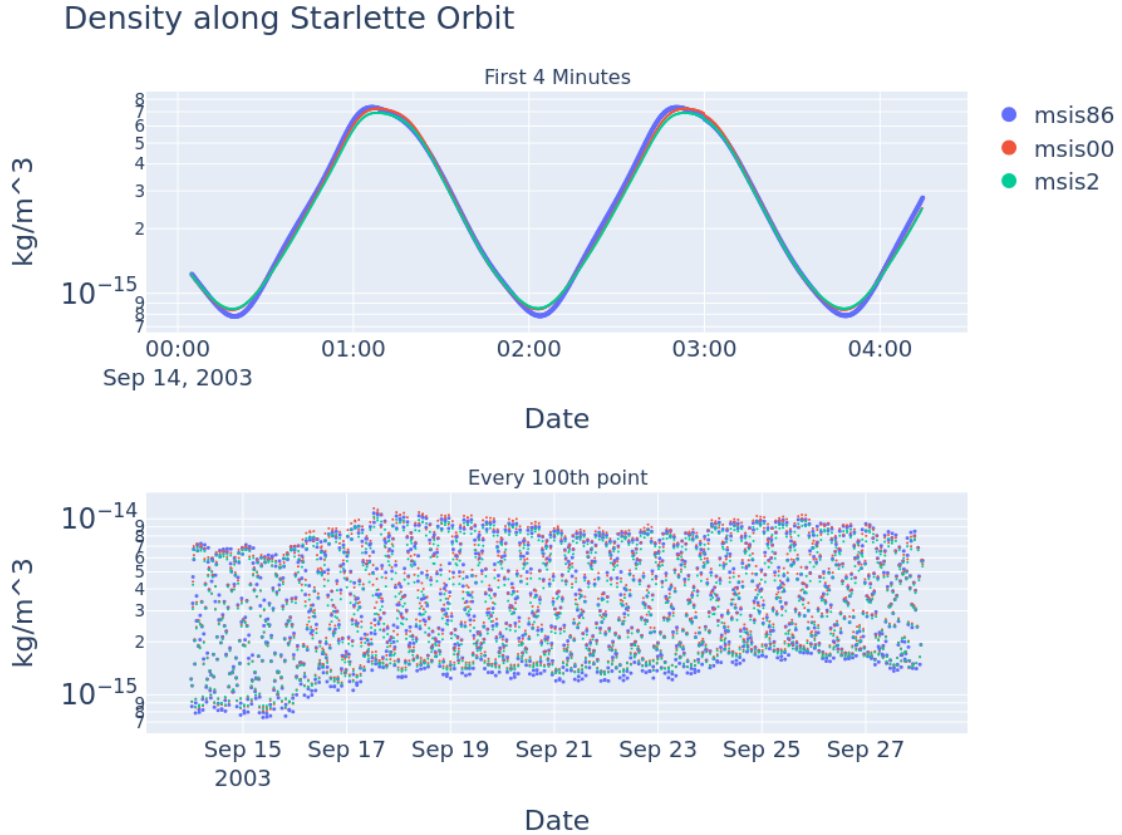 Density along Starlette Orbit
First 4 Minutes
kg/m^3
8
7
6
5
4
3
2
10−15
9
8
7
00:00 01:00 02:00 03:00 04:00
Sep 14, 2003
Date
msis86
msis00
msis2
Every 100th point
kg/m^3
10−14
9
8
7
6
5
4
3
2
10−15
9
8
7
Sep 15 Sep 17 Sep 19 Sep 21 Sep 23 Sep 25 Sep 27
2003
Date